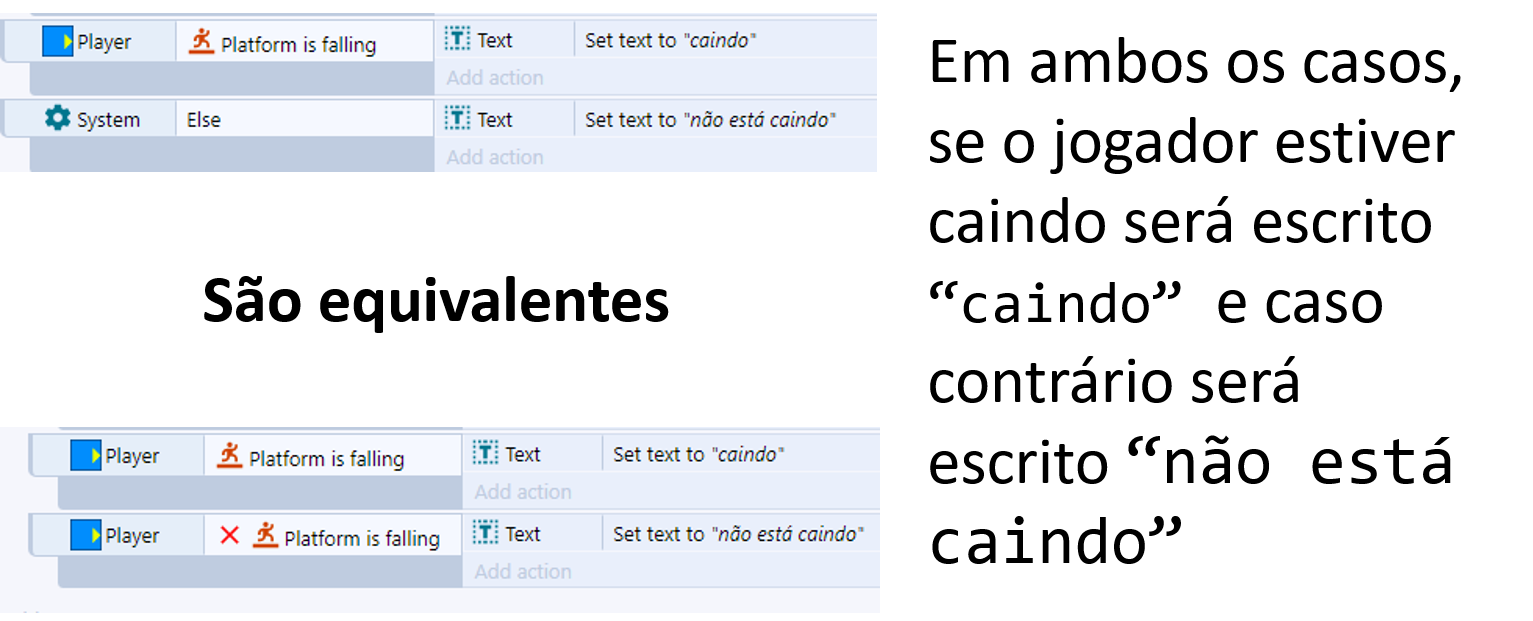 Player Platform is falling Text Set text to "caindo"
Add action
System Else Text Set text to "não está caindo"
Add action
São equivalentes
Player Platform is falling Text Set text to "caindo"
Add action
Player Platform is falling Text Set text to "não está caindo"
Add action
Em ambos os casos,
se o jogador estiver
caindo será escrito
“caindo” e caso
contrário será
escrito “não está
caindo”